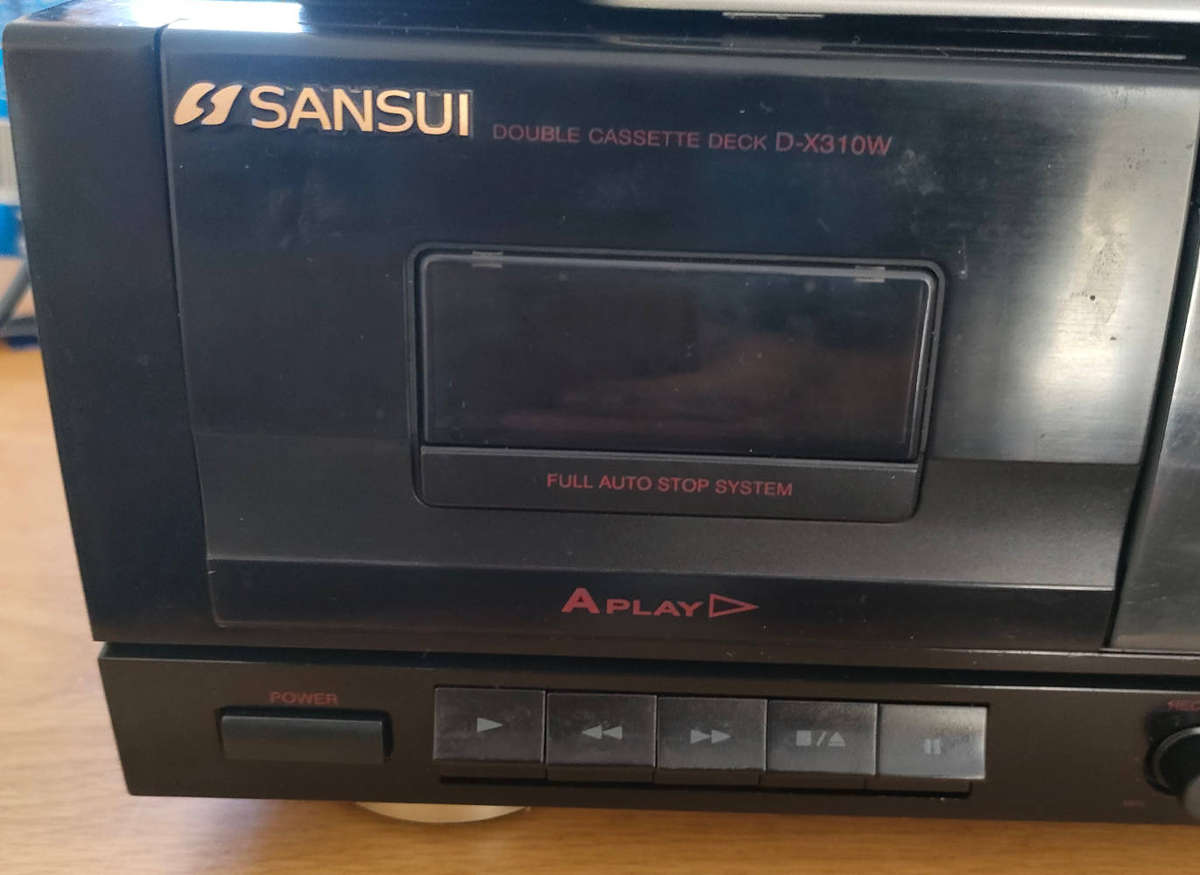 SANSUI
DOUBLE CASSETTE DECK D-X310W
FULL AUTO STOP SYSTEM
A PLAY
POWER